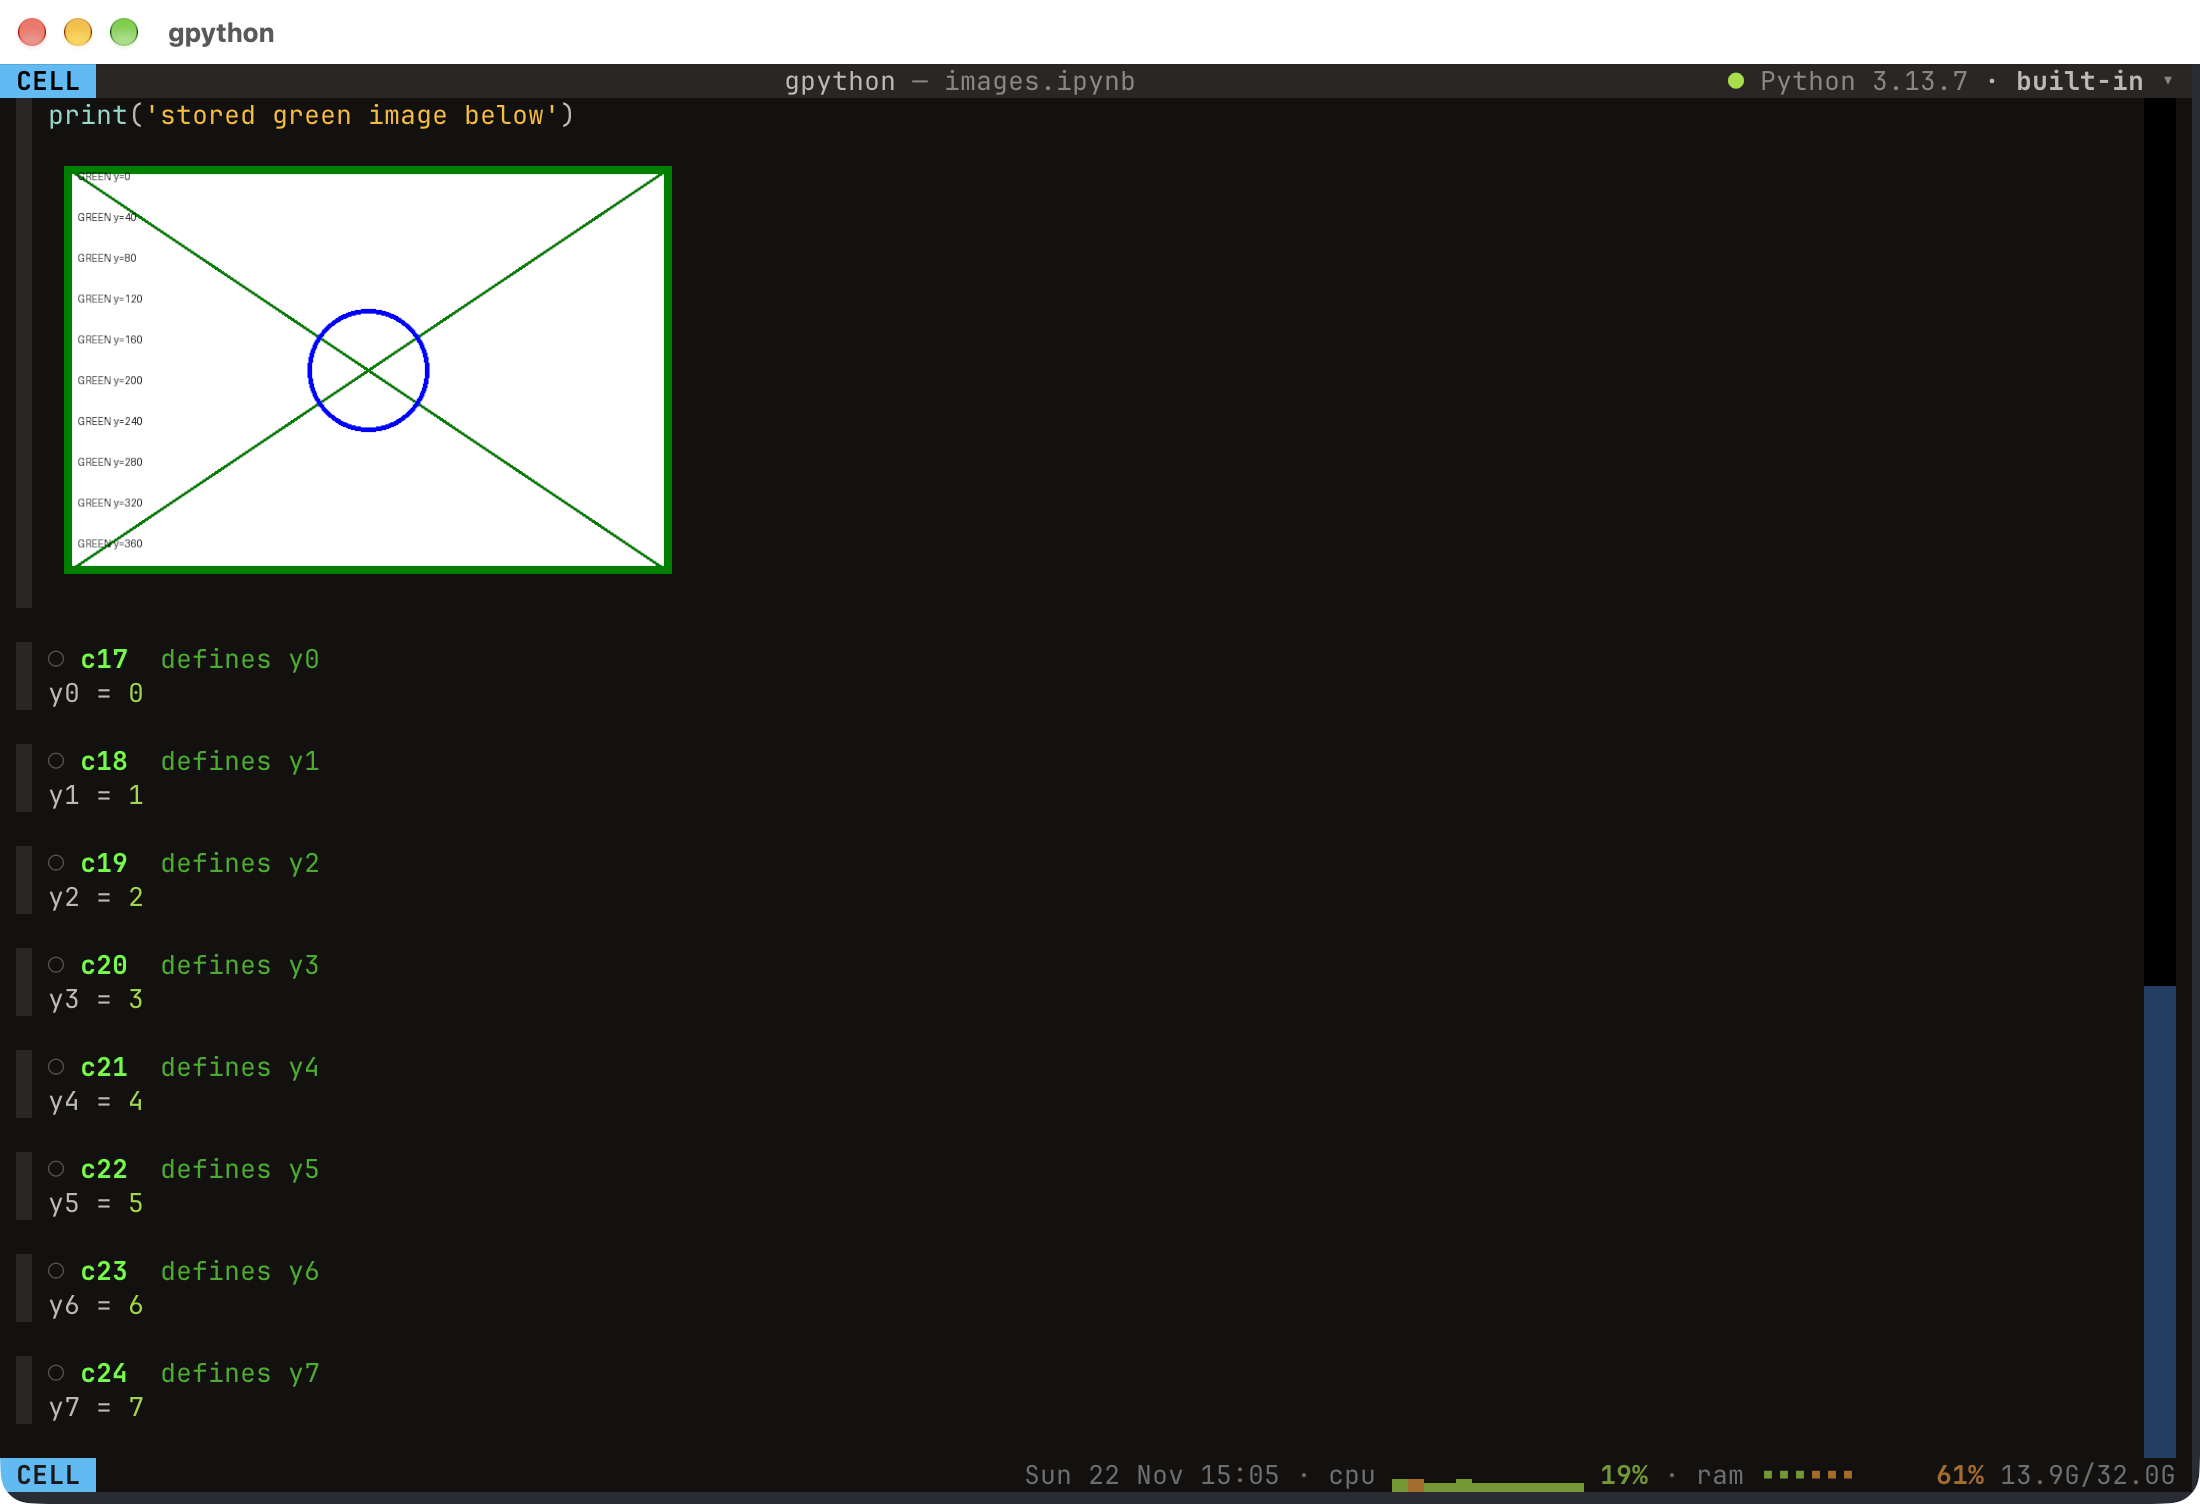 gpython
CELL gpython — images.ipynb Python 3.13.7 · built-in ▾
print('stored green image below')
GREEN y=0
GREEN y=40
GREEN y=80
GREEN y=120
GREEN y=160
GREEN y=200
GREEN y=240
GREEN y=280
GREEN y=320
GREEN y=360
c17 defines y0
y0 = 0
c18 defines y1
y1 = 1
c19 defines y2
y2 = 2
c20 defines y3
y3 = 3
c21 defines y4
y4 = 4
c22 defines y5
y5 = 5
c23 defines y6
y6 = 6
c24 defines y7
y7 = 7
CELL Sun 22 Nov 15:05 · cpu 19% · ram 61% 13.9G/32.0G